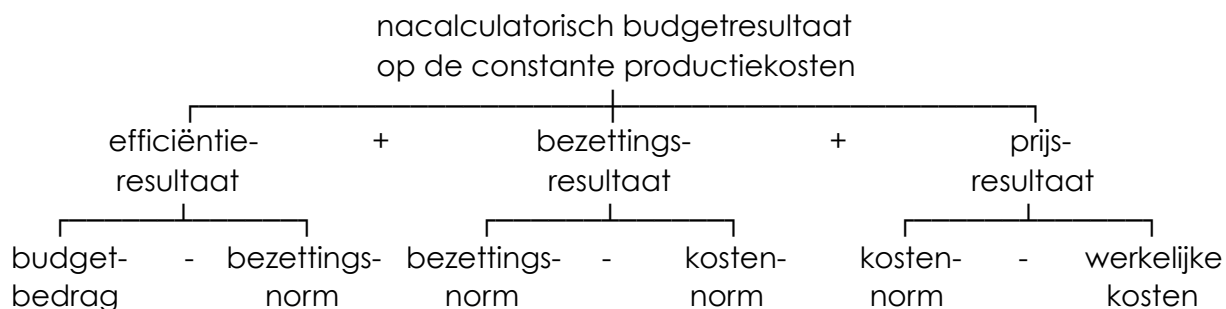 nacalculatorisch budgetresultaat
op de constante productiekosten
efficiëntie- + bezettings- + prijs-
resultaat resultaat resultaat
budget- - bezettings- bezettings- - kosten- kosten- - werkelijke
bedrag norm norm norm norm kosten